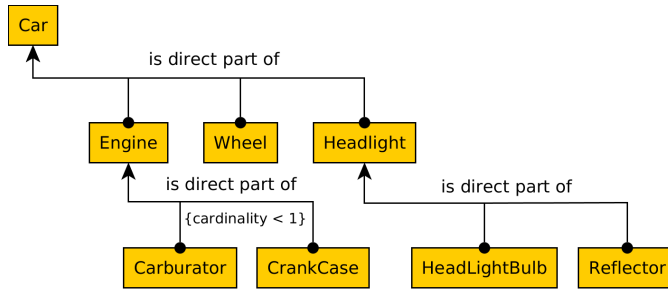 Car
is direct part of
Engine
Wheel
Headlight
is direct part of
is direct part of
{cardinality < 1}
Carburator
CrankCase
HeadLightBulb
Reflector